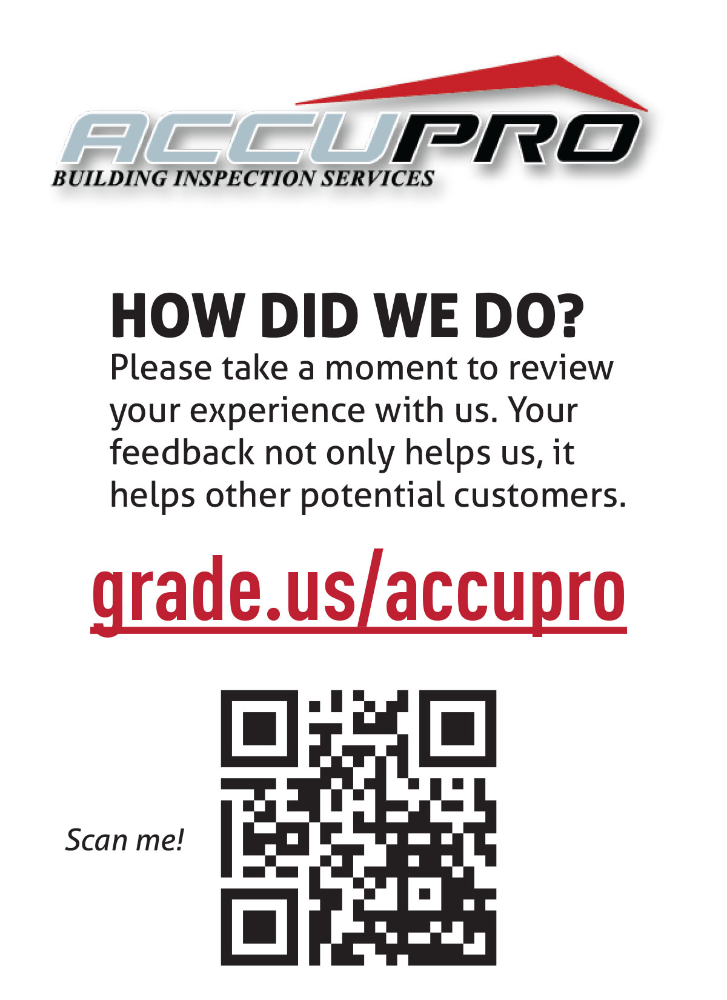 ACCUPRO
BUILDING INSPECTION SERVICES
HOW DID WE DO?
Please take a moment to review
your experience with us. Your
feedback not only helps us, it
helps other potential customers.
grade.us/accupro
Scan me!